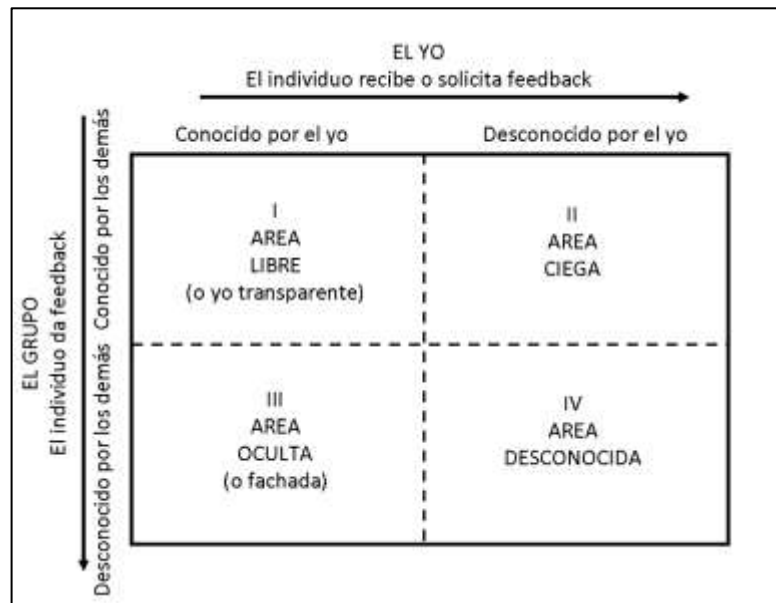 EL YO
El individuo recibe o solicita feedback
Conocido por el yo
Desconocido por el yo
EL GRUPO
El individuo da feedback
Conocido por los demás
Desconocido por los demás
I
AREA
LIBRE
(o yo transparente)
II
AREA
CIEGA
III
AREA
OCULTA
(o fachada)
IV
AREA
DESCONOCIDA